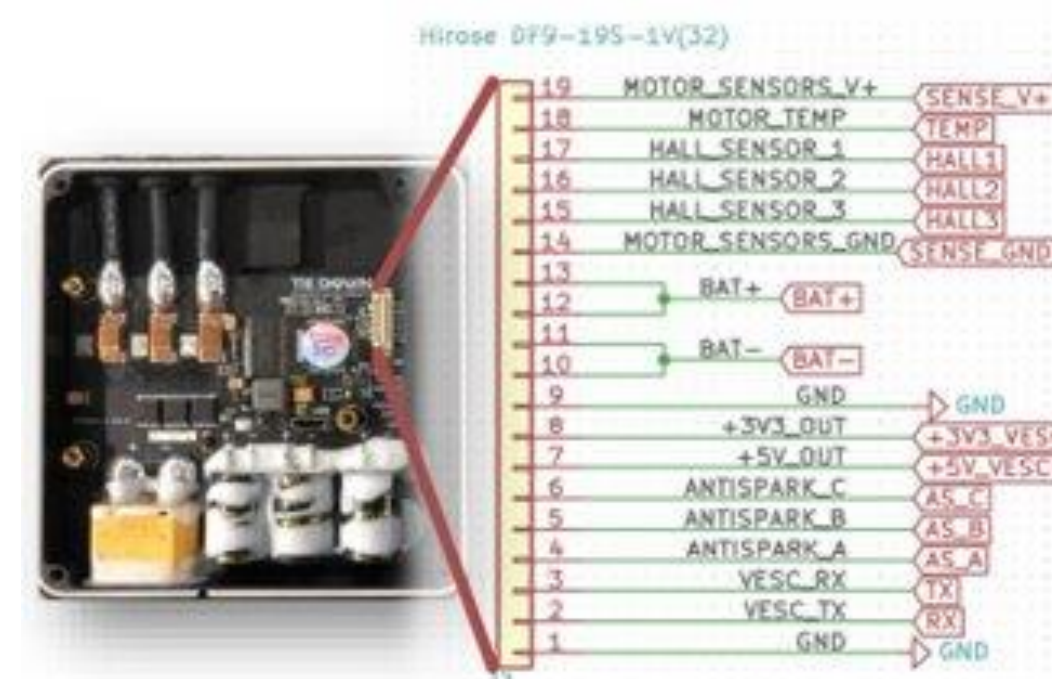 Hirose DF9-19S-1V(32)
19 MOTOR_SENSORS_V+ SENSE_V+
18 MOTOR_TEMP TEMP
17 HALL_SENSOR_1 HALL1
16 HALL_SENSOR_2 HALL2
15 HALL_SENSOR_3 HALL3
14 MOTOR_SENSORS_GND SENSE_GND
13
12 BAT+ BAT+
11
10 BAT- BAT-
9 GND GND
8 +3V3_OUT +3V3_VESC
7 +5V_OUT +5V_VESC
6 ANTISPARK_C AS_C
5 ANTISPARK_B AS_B
4 ANTISPARK_A AS_A
3 VESC_RX TX
2 VESC_TX RX
1 GND GND